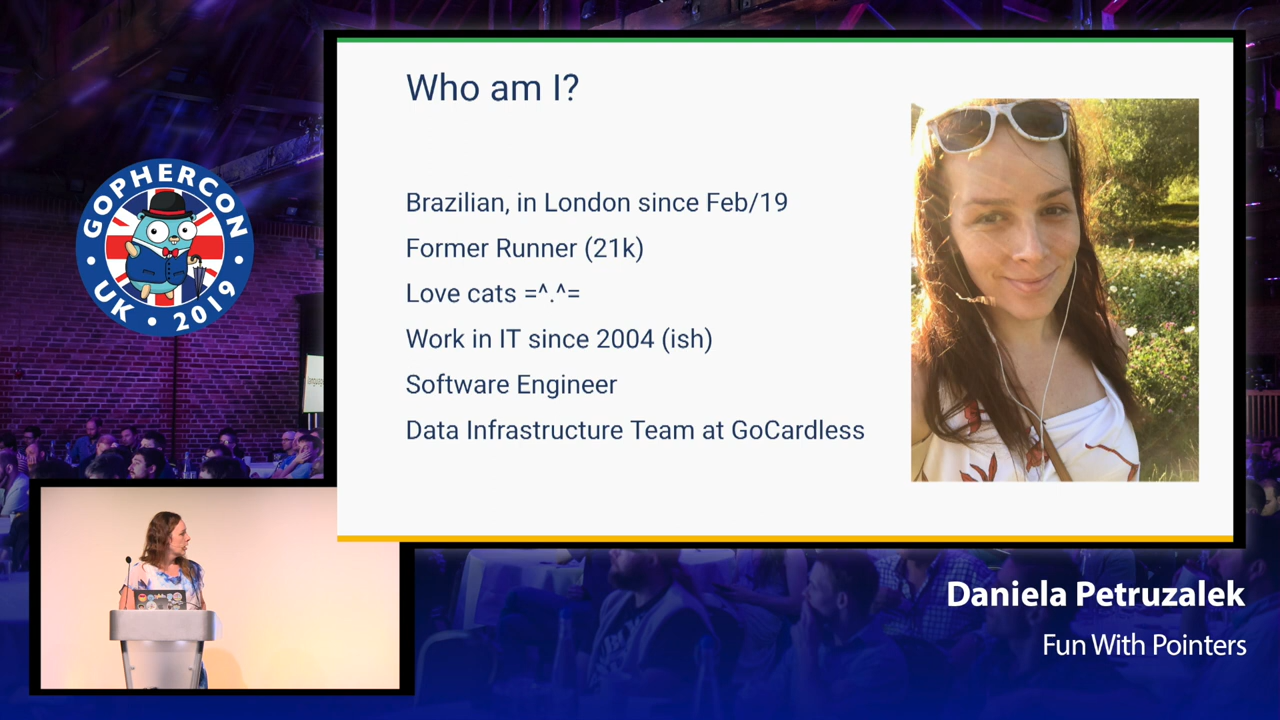 GOPHERCON
UK • 2019
Who am I?
Brazilian, in London since Feb/19
Former Runner (21k)
Love cats =^.^=
Work in IT since 2004 (ish)
Software Engineer
Data Infrastructure Team at GoCardless
Daniela Petruzalek
Fun With Pointers